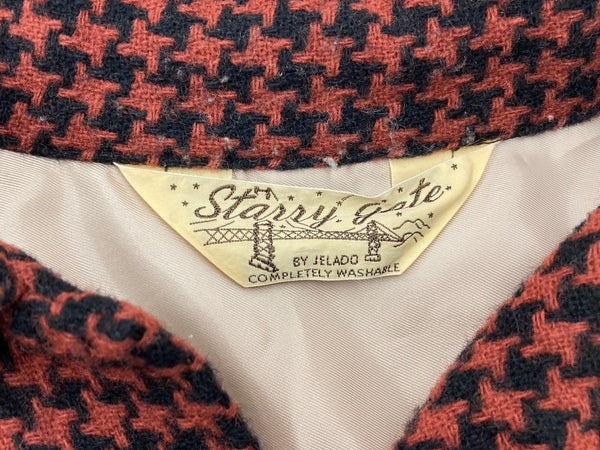 Starry. Gate
BY JELADO
COMPLETELY WASHABLE